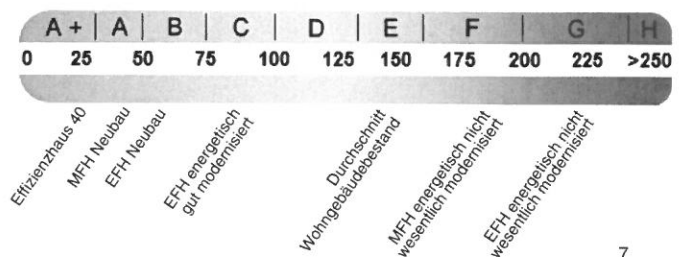 A+ | A | B | C | D | E | F | G | H
0 25 50 75 100 125 150 175 200 225 >250
Effizienzhaus 40
MFH Neubau
EFH Neubau
EFH energetisch
gut modernisiert
Durchschnitt
Wohngebäudebestand
MFH energetisch nicht
wesentlich modernisiert
EFH energetisch nicht
wesentlich modernisiert
7